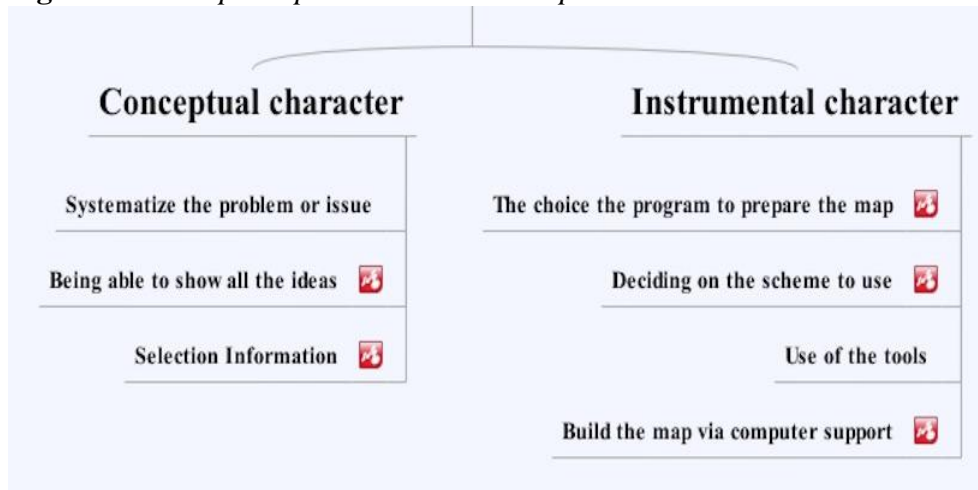 Conceptual character
Systematize the problem or issue
Being able to show all the ideas
Selection Information
Instrumental character
The choice the program to prepare the map
Deciding on the scheme to use
Use of the tools
Build the map via computer support